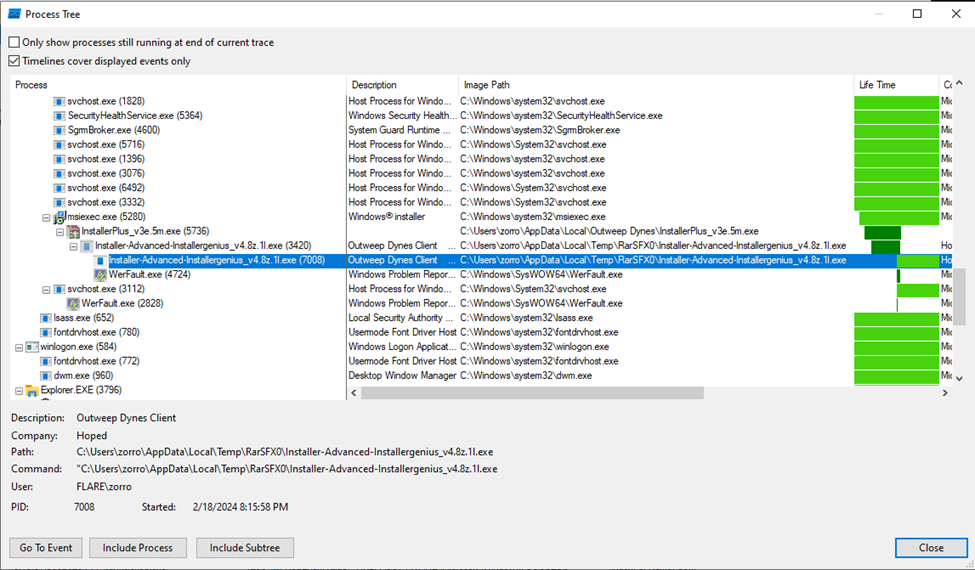 Process Tree
Only show processes still running at end of current trace
Timelines cover displayed events only
Process Description Image Path Life Time
svchost.exe (1828) Host Process for Windo... C:\Windows\system32\svchost.exe
SecurityHealthService.exe (5364) Windows Security Health... C:\Windows\system32\SecurityHealthService.exe
SgrmBroker.exe (4600) System Guard Runtime ... C:\Windows\system32\SgrmBroker.exe
svchost.exe (5716) Host Process for Windo... C:\Windows\System32\svchost.exe
svchost.exe (1396) Host Process for Windo... C:\Windows\System32\svchost.exe
svchost.exe (3076) Host Process for Windo... C:\Windows\system32\svchost.exe
svchost.exe (6492) Host Process for Windo... C:\Windows\System32\svchost.exe
svchost.exe (3332) Host Process for Windo... C:\Windows\System32\svchost.exe
msiexec.exe (5280) Windows® installer C:\Windows\system32\msiexec.exe
InstallerPlus_v3e.5m.exe (5736) C:\Users\zorro\AppData\Local\Outweep Dynes\InstallerPlus_v3e.5m.exe
Installer-Advanced-Installergenius_v4.8z.1l.exe (3420) Outweep Dynes Client ... C:\Users\zorro\AppData\Local\Temp\RarSFX0\Installer-Advanced-Installergenius_v4.8z.1l.exe Ho
Installer-Advanced-Installergenius_v4.8z.1l.exe (7008) Outweep Dynes Client ... C:\Users\zorro\AppData\Local\Temp\RarSFX0\Installer-Advanced-Installergenius_v4.8z.1l.exe Ho
WerFault.exe (4724) Windows Problem Repor... C:\Windows\SysWOW64\WerFault.exe
svchost.exe (3112) Host Process for Windo... C:\Windows\System32\svchost.exe
WerFault.exe (2828) Windows Problem Repor... C:\Windows\SysWOW64\WerFault.exe
lsass.exe (652) Local Security Authority ... C:\Windows\system32\lsass.exe
fontdrvhost.exe (780) Usermode Font Driver Host C:\Windows\system32\fontdrvhost.exe
winlogon.exe (584) Windows Logon Applicat... C:\Windows\system32\winlogon.exe
fontdrvhost.exe (772) Usermode Font Driver Host C:\Windows\system32\fontdrvhost.exe
dwm.exe (960) Desktop Window Manager C:\Windows\system32\dwm.exe
Explorer.EXE (3796)
Description: Outweep Dynes Client
Company: Hoped
Path: C:\Users\zorro\AppData\Local\Temp\RarSFX0\Installer-Advanced-Installergenius_v4.8z.1l.exe
Command: "C:\Users\zorro\AppData\Local\Temp\RarSFX0\Installer-Advanced-Installergenius_v4.8z.1l.exe
User: FLARE\zorro
PID: 7008 Started: 2/18/2024 8:15:58 PM
Go To Event Include Process Include Subtree Close